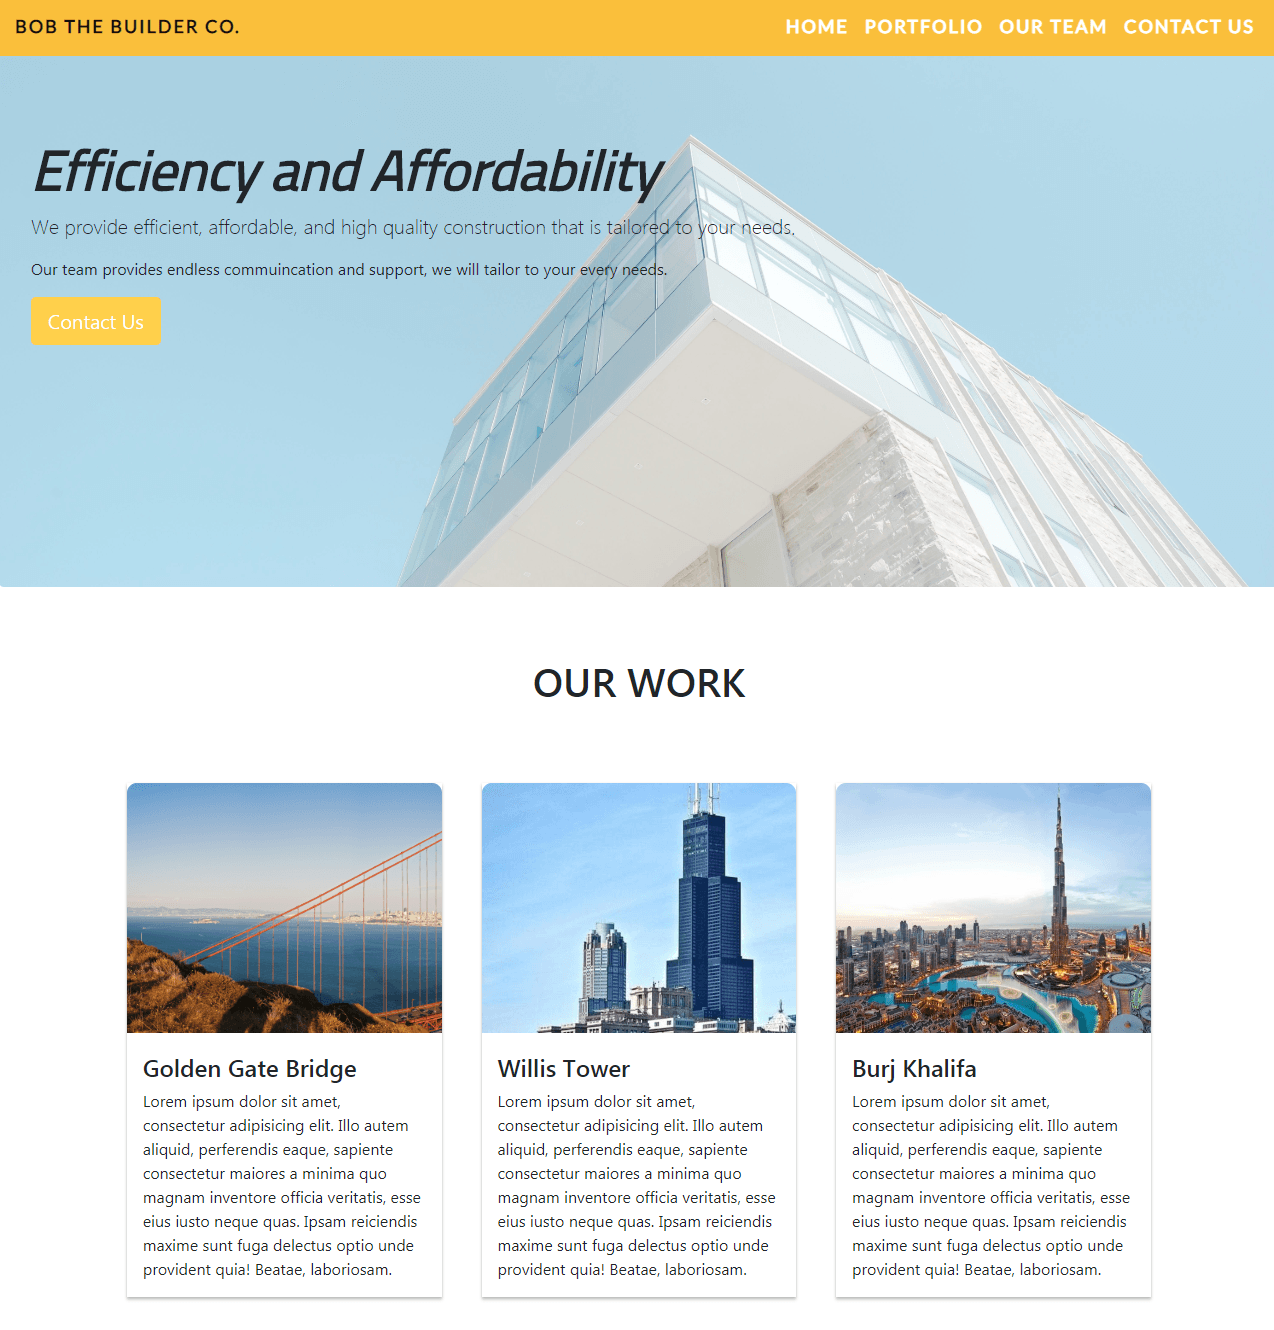 BOB THE BUILDER CO.
HOME PORTFOLIO OUR TEAM CONTACT US
Efficiency and Affordability
We provide efficient, affordable, and high quality construction that is tailored to your needs.
Our team provides endless commuincation and support, we will tailor to your every needs.
Contact Us
OUR WORK
Golden Gate Bridge
Lorem ipsum dolor sit amet,
consectetur adipisicing elit. Illo autem
aliquid, perferendis eaque, sapiente
consectetur maiores a minima quo
magnam inventore officia veritatis, esse
eius iusto neque quas. Ipsam reiciendis
maxime sunt fuga delectus optio unde
provident quia! Beatae, laboriosam.
Willis Tower
Lorem ipsum dolor sit amet,
consectetur adipisicing elit. Illo autem
aliquid, perferendis eaque, sapiente
consectetur maiores a minima quo
magnam inventore officia veritatis, esse
eius iusto neque quas. Ipsam reiciendis
maxime sunt fuga delectus optio unde
provident quia! Beatae, laboriosam.
Burj Khalifa
Lorem ipsum dolor sit amet,
consectetur adipisicing elit. Illo autem
aliquid, perferendis eaque, sapiente
consectetur maiores a minima quo
magnam inventore officia veritatis, esse
eius iusto neque quas. Ipsam reiciendis
maxime sunt fuga delectus optio unde
provident quia! Beatae, laboriosam.